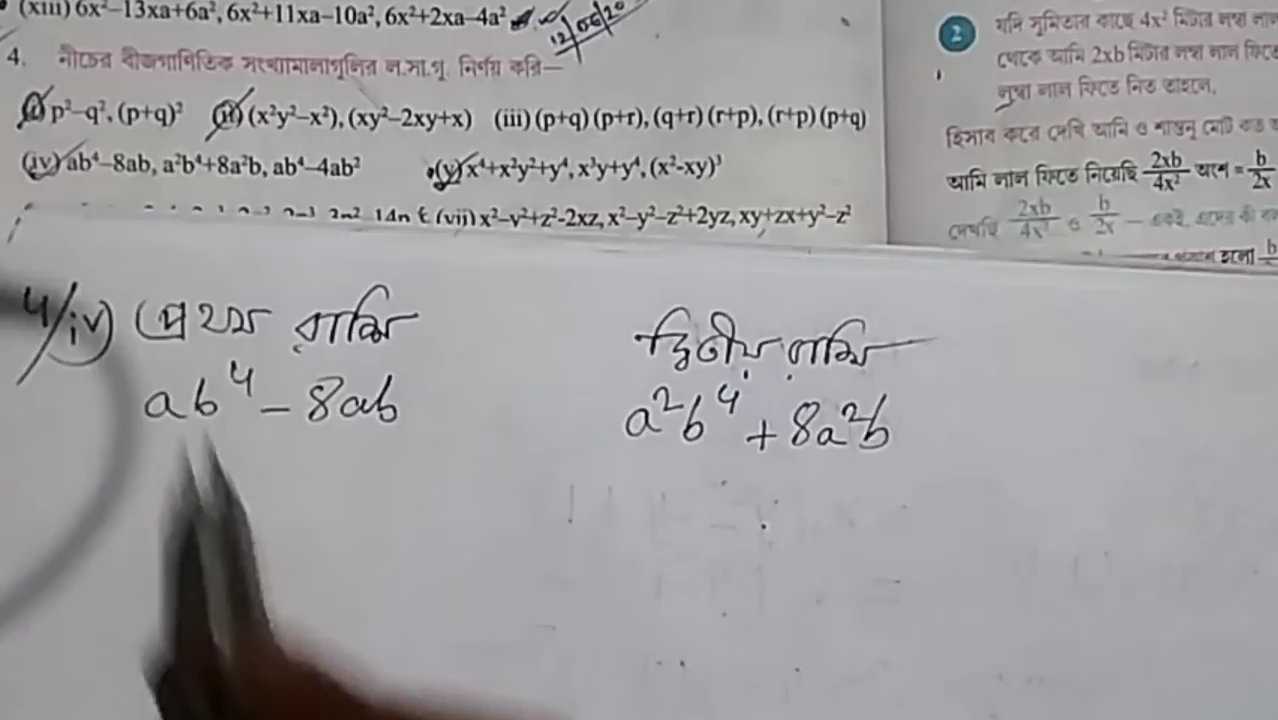 (xiii) 6x²–13xa+6a², 6x²+11xa–10a², 6x²+2xa–4a²
12/06/20
4. নীচের বীজগাণিতিক সংখ্যামালাগুলির ল.সা.গু. নির্ণয় করি—
(i) p²–q², (p+q)² (ii) (x²y²–x²), (xy²–2xy+x) (iii) (p+q) (p+r), (q+r) (r+p), (r+p) (p+q)
(iv) ab⁴–8ab, a²b⁴+8a²b, ab⁴–4ab² (v) x⁴+x²y²+y⁴, x³y+y⁴, (x²-xy)³
(vii) x²–y²+z²-2xz, x²–y²–z²+2yz, xy+zx+y²–z²
2 যদি সুমিতার কাছে 4x² মিটার লম্বা লাল
থেকে আমি 2xb মিটার লম্বা লাল ফিতে
লম্বা লাল ফিতে নিত তাহলে,
হিসাব করে দেখি আমি ও শান্তনু মোট কত
আমি লাল ফিতে নিয়েছি 2xb/4x² অংশ = b/2x
দেখছি 2xb/4x² ও b/2x — একই, এদের কী
হলো b
4/iv) প্রথম রাশি
ab⁴ – 8ab
দ্বিতীয় রাশি
a²b⁴ + 8a²b